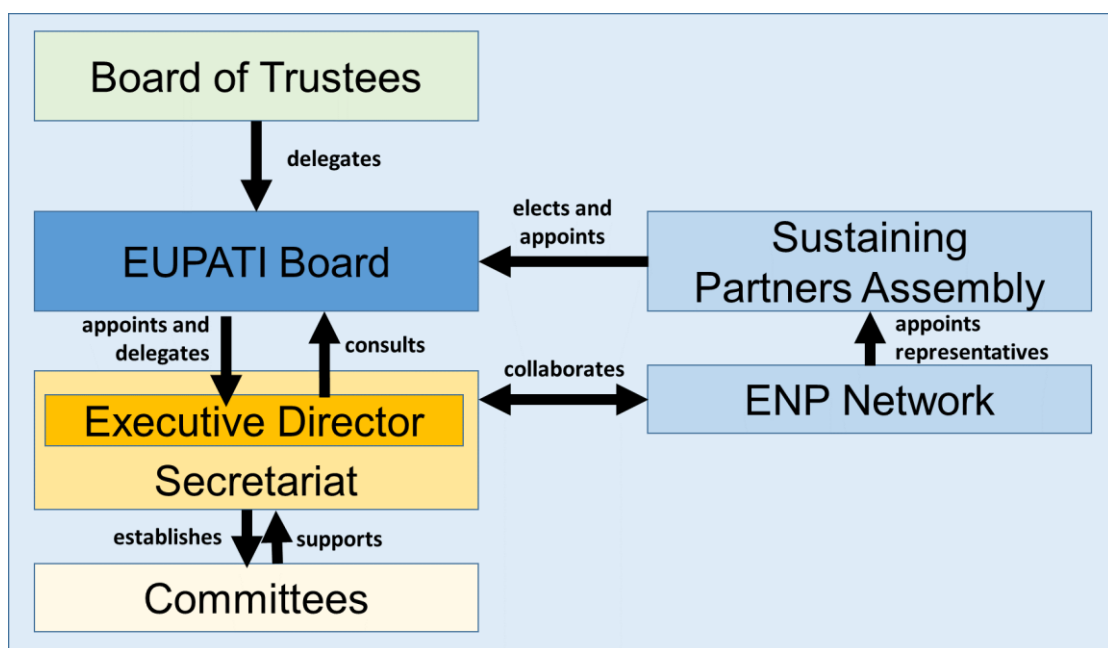 Board of Trustees
delegates
EUPATI Board
elects and
appoints
Sustaining
Partners Assembly
appoints and
delegates
consults
appoints
representatives
collaborates
Executive Director
Secretariat
ENP Network
establishes
supports
Committees